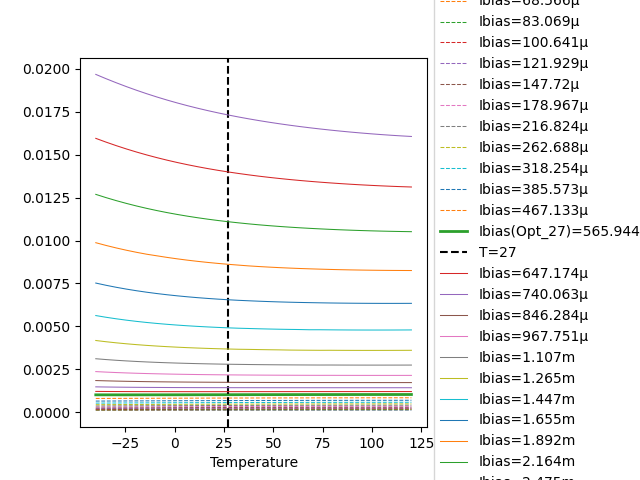 0.0200
0.0175
0.0150
0.0125
0.0100
0.0075
0.0050
0.0025
0.0000
−25
0
25
50
75
100
125
Temperature
Ibias=68.566μ
Ibias=83.069μ
Ibias=100.641μ
Ibias=121.929μ
Ibias=147.72μ
Ibias=178.967μ
Ibias=216.824μ
Ibias=262.688μ
Ibias=318.254μ
Ibias=385.573μ
Ibias=467.133μ
Ibias(Opt_27)=565.944
T=27
Ibias=647.174μ
Ibias=740.063μ
Ibias=846.284μ
Ibias=967.751μ
Ibias=1.107m
Ibias=1.265m
Ibias=1.447m
Ibias=1.655m
Ibias=1.892m
Ibias=2.164m